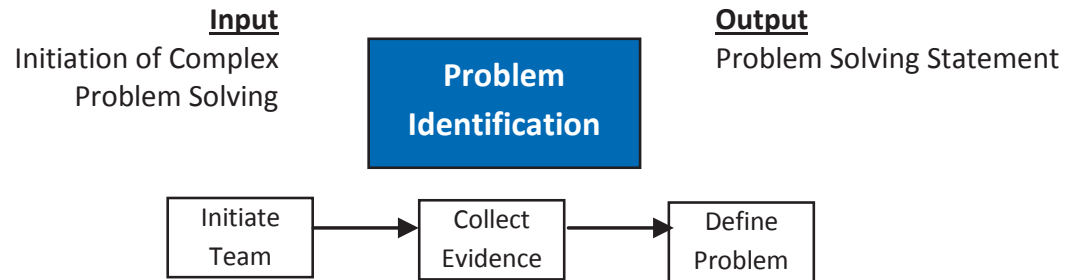 Input
Initiation of Complex
Problem Solving
Problem
Identification
Output
Problem Solving Statement
Initiate
Team
Collect
Evidence
Define
Problem